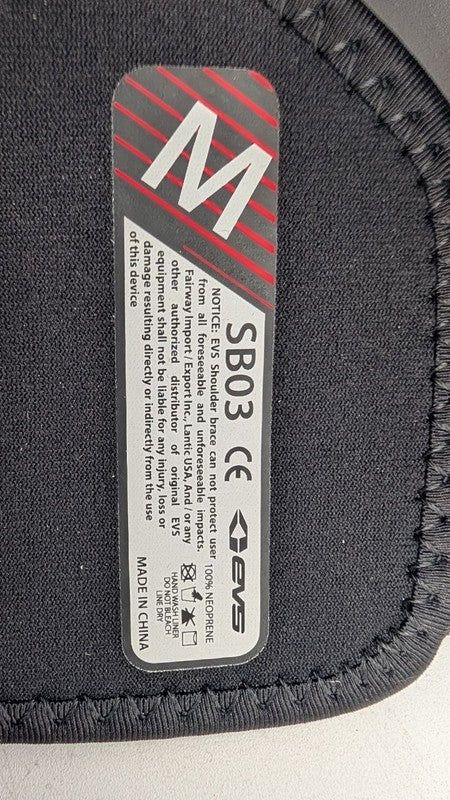 M
SB03 CE EVS
NOTICE: EVS Shoulder brace can not protect user
from all foreseeable and unforeseeable impacts.
Fairway Import / Export Inc., Lantic USA, And / or any
other authorized distributor of original EVS
equipment shall not be liable for any injury, loss or
damage resulting directly or indirectly from the use
of this device
100% NEOPRENE
HAND WASH LINER
DO NOT BLEACH
LINE DRY
MADE IN CHINA